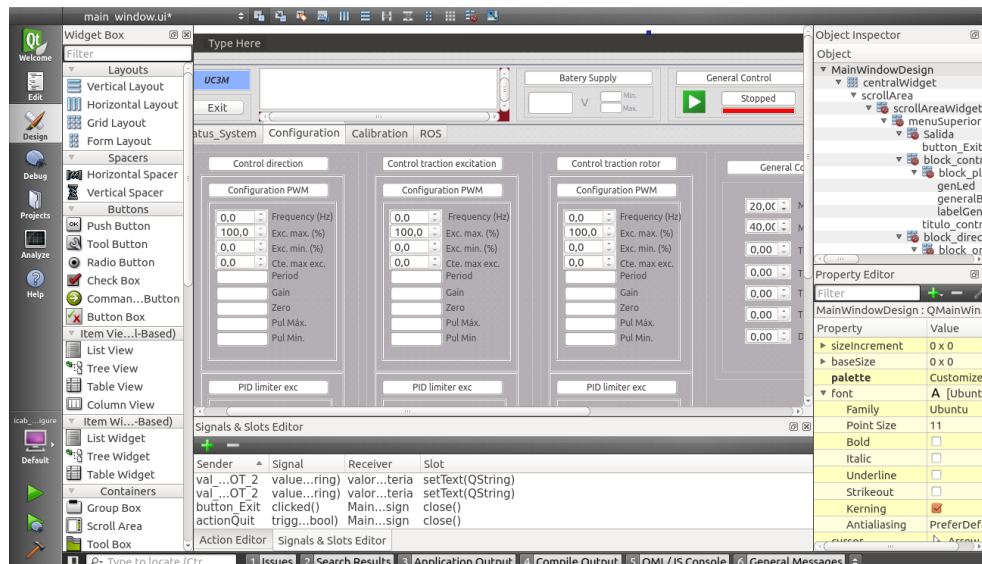 main_window.ui*
Welcome
Edit
Design
Debug
Projects
Analyze
Help
icab_...igure
Default
Widget Box
Filter
Layouts
Vertical Layout
Horizontal Layout
Grid Layout
Form Layout
Spacers
Horizontal Spacer
Vertical Spacer
Buttons
Push Button
Tool Button
Radio Button
Check Box
Comman...Button
Button Box
Item Vie...l-Based)
List View
Tree View
Table View
Column View
Item Wi...-Based)
List Widget
Tree Widget
Table Widget
Containers
Group Box
Scroll Area
Tool Box
Type Here
UC3M
Exit
Batery Supply
V
Min.
Max.
General Control
Stopped
atus_System Configuration Calibration ROS
Control direction
Configuration PWM
0,0 Frequency (Hz)
100,0 Exc. max. (%)
0,0 Exc. min. (%)
0,0 Cte. max exc.
Period
Gain
Zero
Pul Máx.
Pul Min.
PID limiter exc
Control traction excitation
Configuration PWM
0,0 Frequency (Hz)
100,0 Exc. max. (%)
0,0 Exc. min. (%)
0,0 Cte. max exc.
Period
Gain
Zero
Pul Máx.
Pul Min
PID limiter exc
Control traction rotor
Configuration PWM
0,0 Frequency (Hz)
100,0 Exc. max. (%)
0,0 Exc. min. (%)
0,0 Cte. max exc.
Period
Gain
Zero
Pul Máx.
Pul Min.
PID limiter exc
General Co
20,0(
40,0(
0,00 T
0,00 T
0,00 T
0,00 T
0,00 D
Signals & Slots Editor
Sender Signal Receiver Slot
val_...OT_2 value...ring) valor...teria setText(QString)
val_...OT_2 value...ring) valor...teria setText(QString)
button_Exit clicked() Main...sign close()
actionQuit trigg...bool) Main...sign close()
Action Editor Signals & Slots Editor
Object Inspector
Object
MainWindowDesign
centralWidget
scrollArea
scrollAreaWidget
menuSuperior
Salida
button_Exit
block_contr
block_pl
genLed
generalB
labelGen
titulo_contr
block_direc
block_or
Property Editor
Filter
MainWindowDesign : QMainWin
Property Value
sizeIncrement 0 x 0
baseSize 0 x 0
palette Customize
font A [Ubunt
Family Ubuntu
Point Size 11
Bold
Italic
Underline
Strikeout
Kerning
Antialiasing PreferDef
cursor Arrow
Type to locate (Ctr
1 Issues 2 Search Results 3 Application Output 4 Compile Output 5 QML/JS Console 6 General Messages